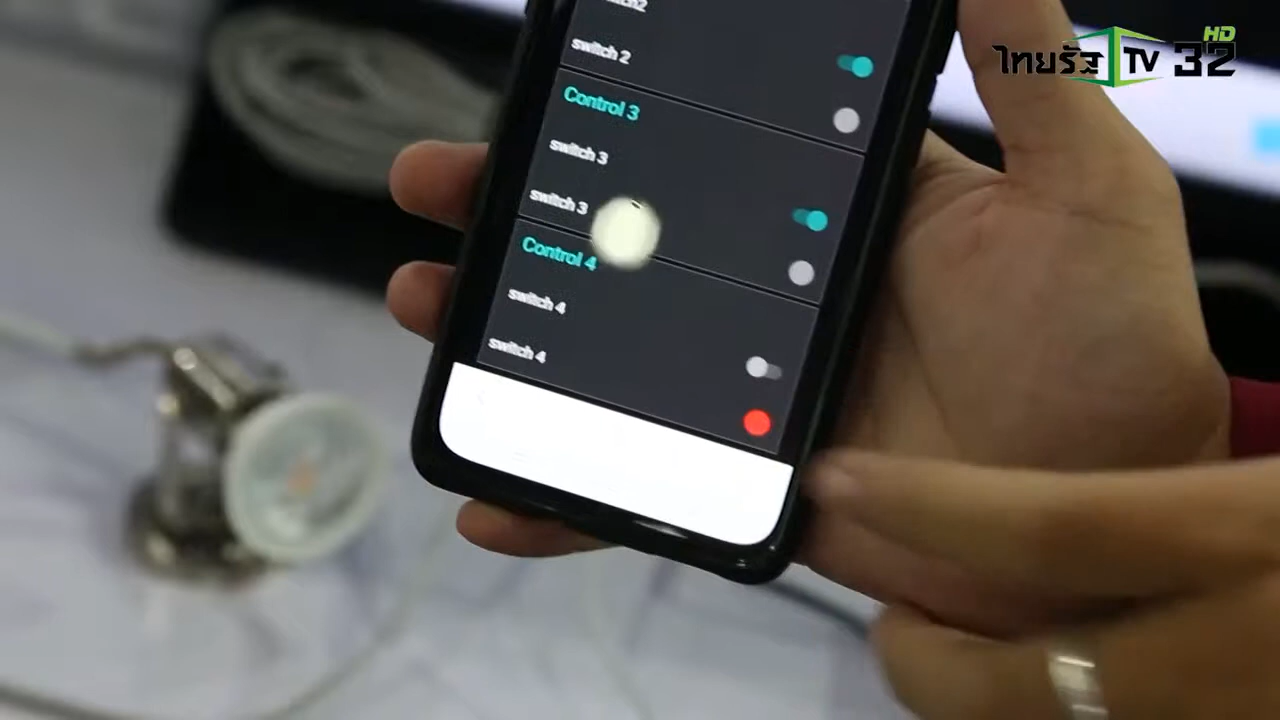 HD
ไทยรัฐ TV 32
switch2
switch 2
Control 3
switch 3
switch 3
Control 4
switch 4
switch 4